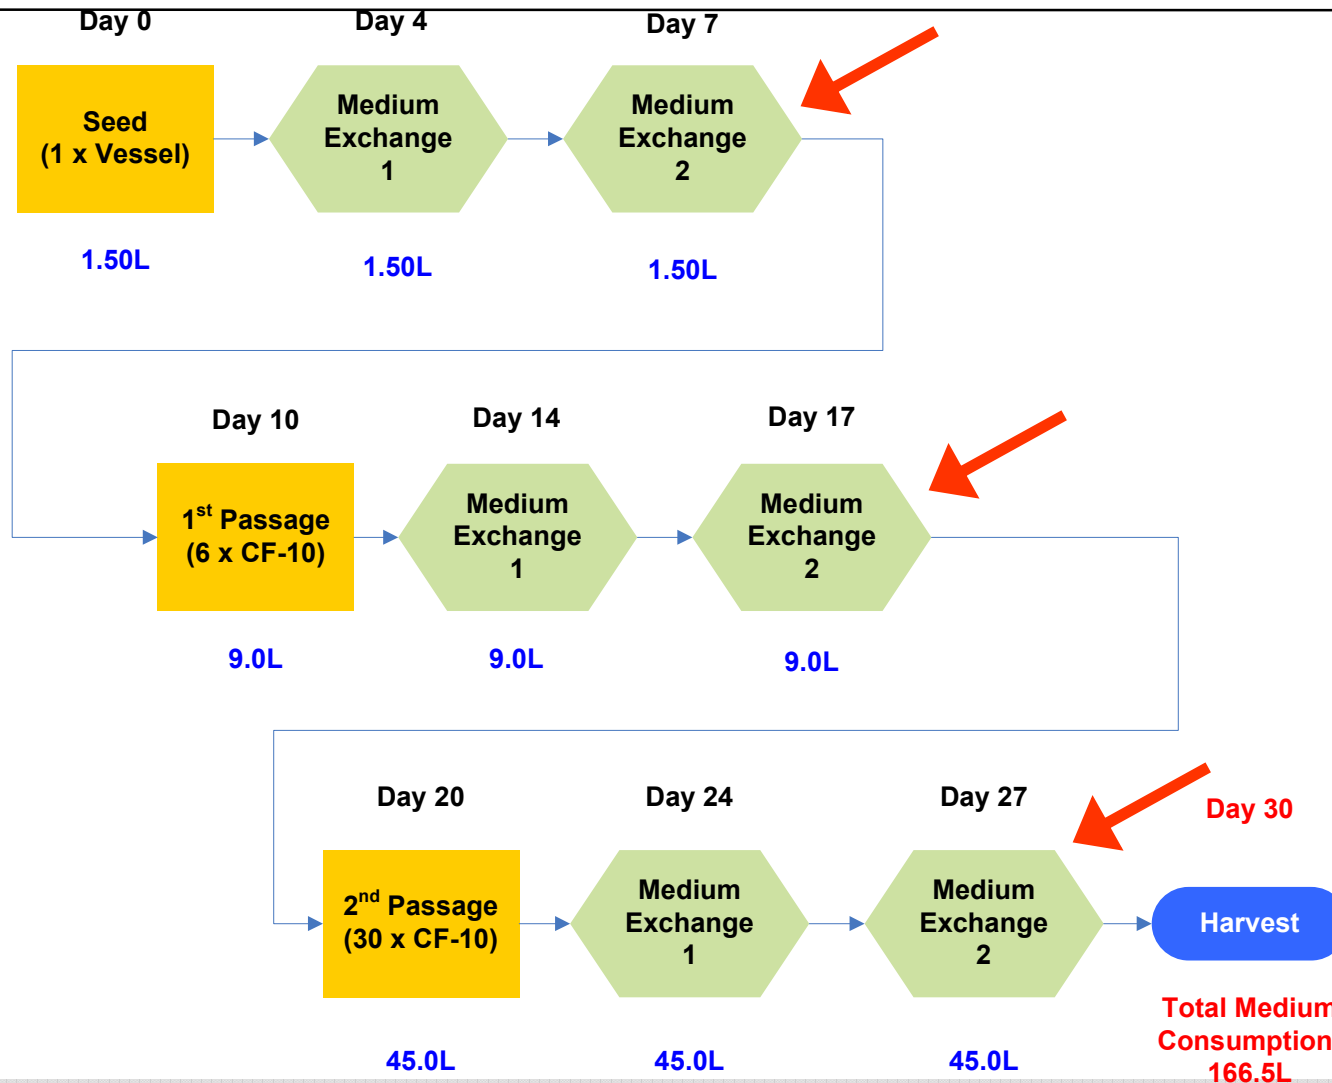 Day 0
Day 4
Day 7
Seed
(1 x Vessel)
Medium
Exchange
1
Medium
Exchange
2
1.50L
1.50L
1.50L
Day 10
Day 14
Day 17
1st Passage
(6 x CF-10)
Medium
Exchange
1
Medium
Exchange
2
9.0L
9.0L
9.0L
Day 20
Day 24
Day 27
Day 30
2nd Passage
(30 x CF-10)
Medium
Exchange
1
Medium
Exchange
2
Harvest
45.0L
45.0L
45.0L
Total Medium
Consumption
166.5L